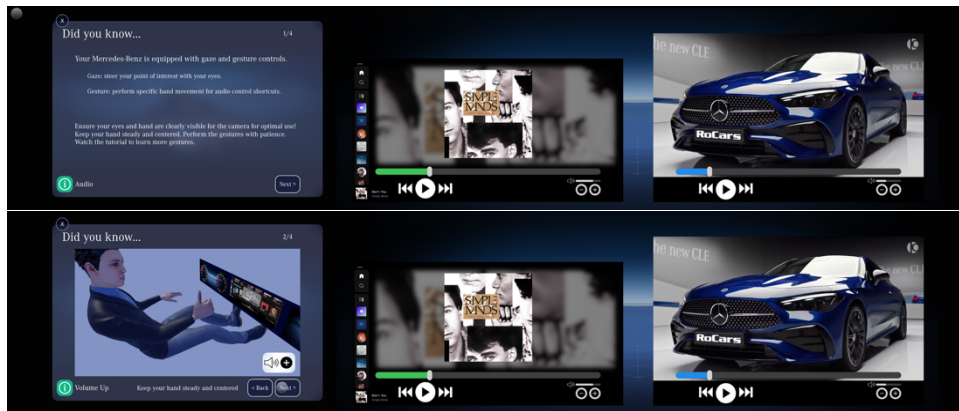 x
Did you know...
1/4
Your Mercedes-Benz is equipped with gaze and gesture controls.
Gaze: steer your point of interest with your eyes.
Gesture: perform specific hand movement for audio control shortcuts.
Ensure your eyes and hand are clearly visible for the camera for optimal use!
Keep your hand steady and centered. Perform the gestures with patience.
Watch the tutorial to learn more gestures.
i Audio
Next >
SIMPLE
MINDS
he new CLE
RoCars
x
Did you know...
2/4
i Volume Up
Keep your hand steady and centered
< Back
Next >
SIMPLE
MINDS
he new CLE
RoCars